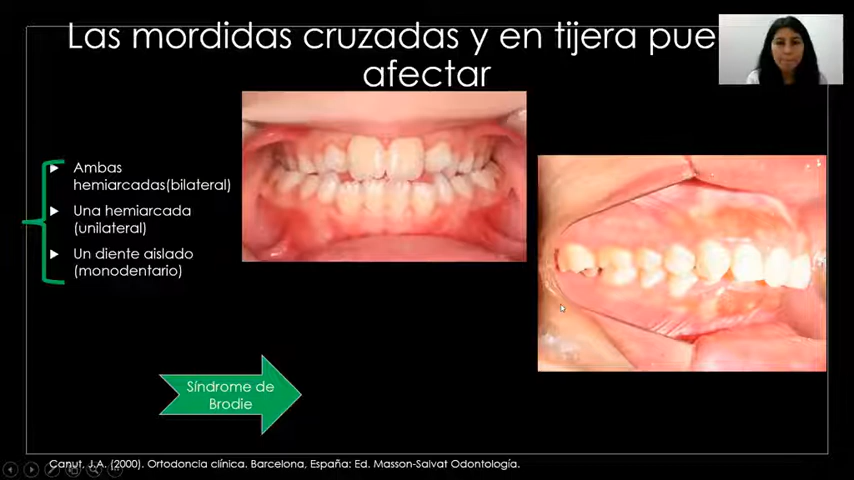 Las mordidas cruzadas y en tijera pue
afectar
Ambas
hemiarcadas(bilateral)
Una hemiarcada
(unilateral)
Un diente aislado
(monodentario)
Síndrome de
Brodie
Canut, J.A. (2000). Ortodoncia clínica. Barcelona, España: Ed. Masson-Salvat Odontología.